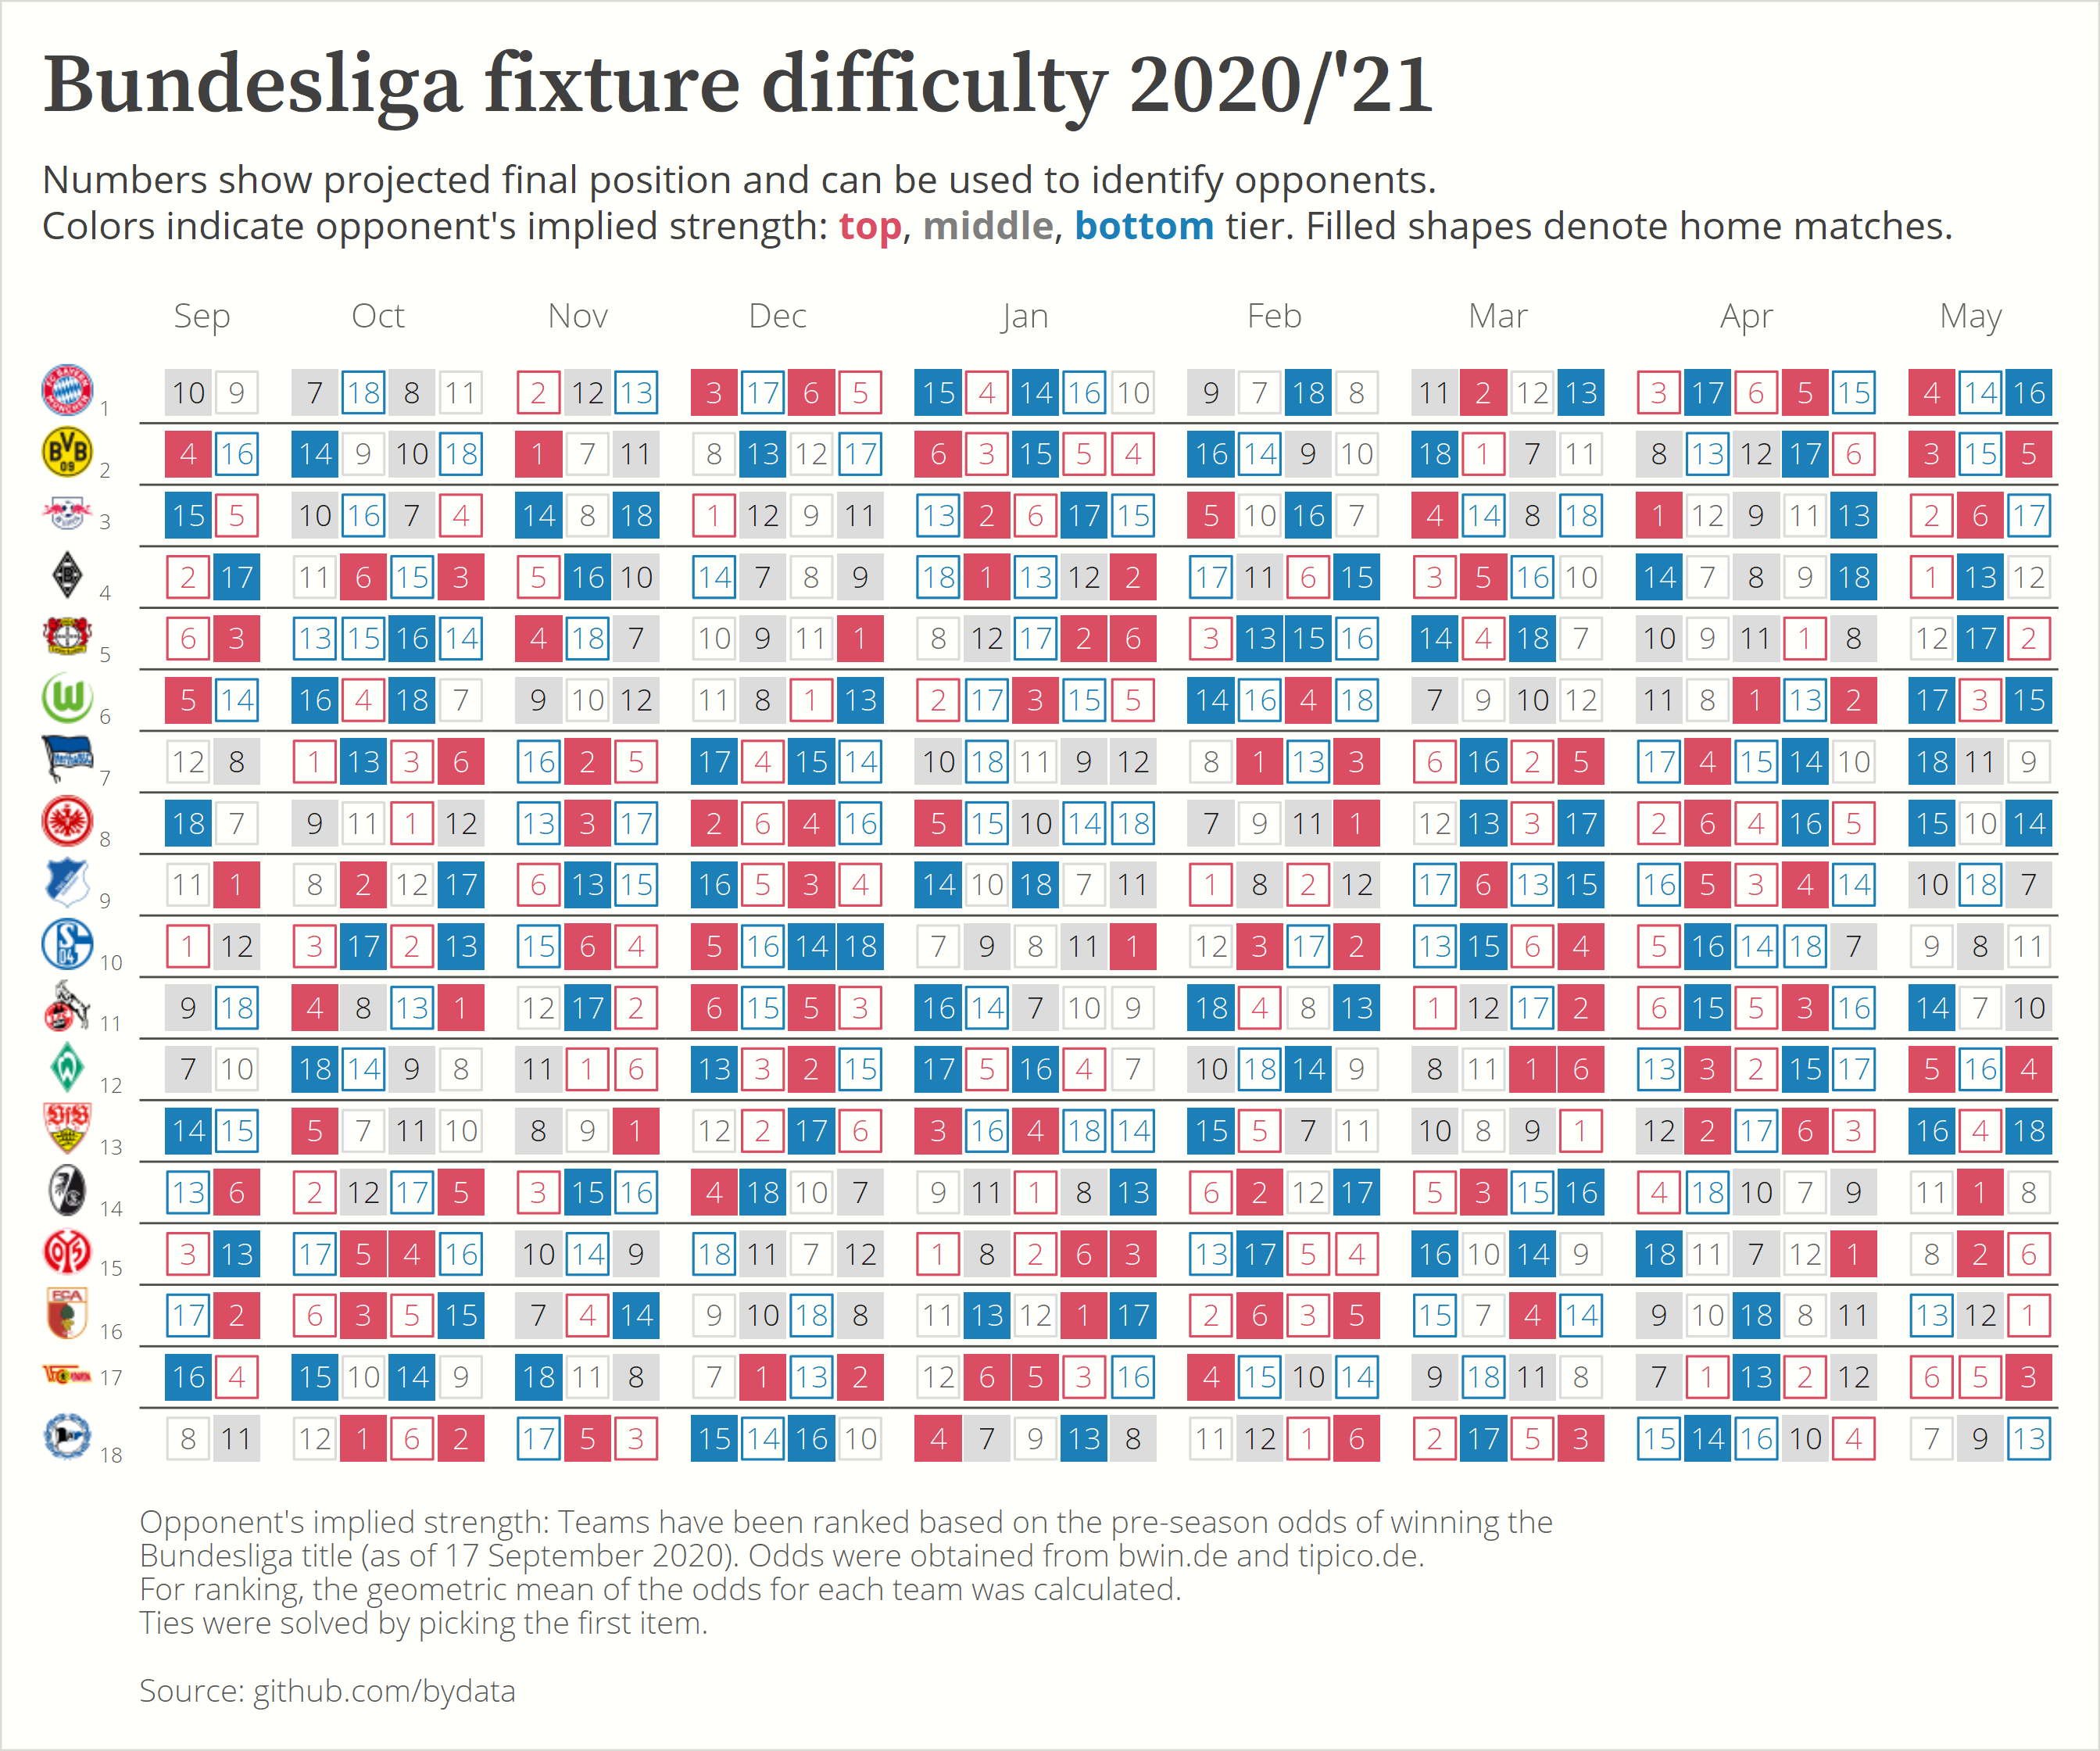 Bundesliga fixture difficulty 2020/'21
Numbers show projected final position and can be used to identify opponents.
Colors indicate opponent's implied strength: top, middle, bottom tier. Filled shapes denote home matches.
Sep Oct Nov Dec Jan Feb Mar Apr May
1 10 9 7 18 8 11 2 12 13 3 17 6 5 15 4 14 16 10 9 7 18 8 11 2 12 13 3 17 6 5 15 4 14 16
BVB 09 2 4 16 14 9 10 18 1 7 11 8 13 12 17 6 3 15 5 4 16 14 9 10 18 1 7 11 8 13 12 17 6 3 15 5
3 15 5 10 16 7 4 14 8 18 1 12 9 11 13 2 6 17 15 5 10 16 7 4 14 8 18 1 12 9 11 13 2 6 17
4 2 17 11 6 15 3 5 16 10 14 7 8 9 18 1 13 12 2 17 11 6 15 3 5 16 10 14 7 8 9 18 1 13 12
5 6 3 13 15 16 14 4 18 7 10 9 11 1 8 12 17 2 6 3 13 15 16 14 4 18 7 10 9 11 1 8 12 17 2
6 5 14 16 4 18 7 9 10 12 11 8 1 13 2 17 3 15 5 14 16 4 18 7 9 10 12 11 8 1 13 2 17 3 15
7 12 8 1 13 3 6 16 2 5 17 4 15 14 10 18 11 9 12 8 1 13 3 6 16 2 5 17 4 15 14 10 18 11 9
8 18 7 9 11 1 12 13 3 17 2 6 4 16 5 15 10 14 18 7 9 11 1 12 13 3 17 2 6 4 16 5 15 10 14
9 11 1 8 2 12 17 6 13 15 16 5 3 4 14 10 18 7 11 1 8 2 12 17 6 13 15 16 5 3 4 14 10 18 7
S 04 10 1 12 3 17 2 13 15 6 4 5 16 14 18 7 9 8 11 1 12 3 17 2 13 15 6 4 5 16 14 18 7 9 8 11
11 9 18 4 8 13 1 12 17 2 6 15 5 3 16 14 7 10 9 18 4 8 13 1 12 17 2 6 15 5 3 16 14 7 10
12 7 10 18 14 9 8 11 1 6 13 3 2 15 17 5 16 4 7 10 18 14 9 8 11 1 6 13 3 2 15 17 5 16 4
13 14 15 5 7 11 10 8 9 1 12 2 17 6 3 16 4 18 14 15 5 7 11 10 8 9 1 12 2 17 6 3 16 4 18
14 13 6 2 12 17 5 3 15 16 4 18 10 7 9 11 1 8 13 6 2 12 17 5 3 15 16 4 18 10 7 9 11 1 8
15 3 13 17 5 4 16 10 14 9 18 11 7 12 1 8 2 6 3 13 17 5 4 16 10 14 9 18 11 7 12 1 8 2 6
FCA 16 17 2 6 3 5 15 7 4 14 9 10 18 8 11 13 12 1 17 2 6 3 5 15 7 4 14 9 10 18 8 11 13 12 1
17 16 4 15 10 14 9 18 11 8 7 1 13 2 12 6 5 3 16 4 15 10 14 9 18 11 8 7 1 13 2 12 6 5 3
18 8 11 12 1 6 2 17 5 3 15 14 16 10 4 7 9 13 8 11 12 1 6 2 17 5 3 15 14 16 10 4 7 9 13
Opponent's implied strength: Teams have been ranked based on the pre-season odds of winning the
Bundesliga title (as of 17 September 2020). Odds were obtained from bwin.de and tipico.de.
For ranking, the geometric mean of the odds for each team was calculated.
Ties were solved by picking the first item.
Source: github.com/bydata